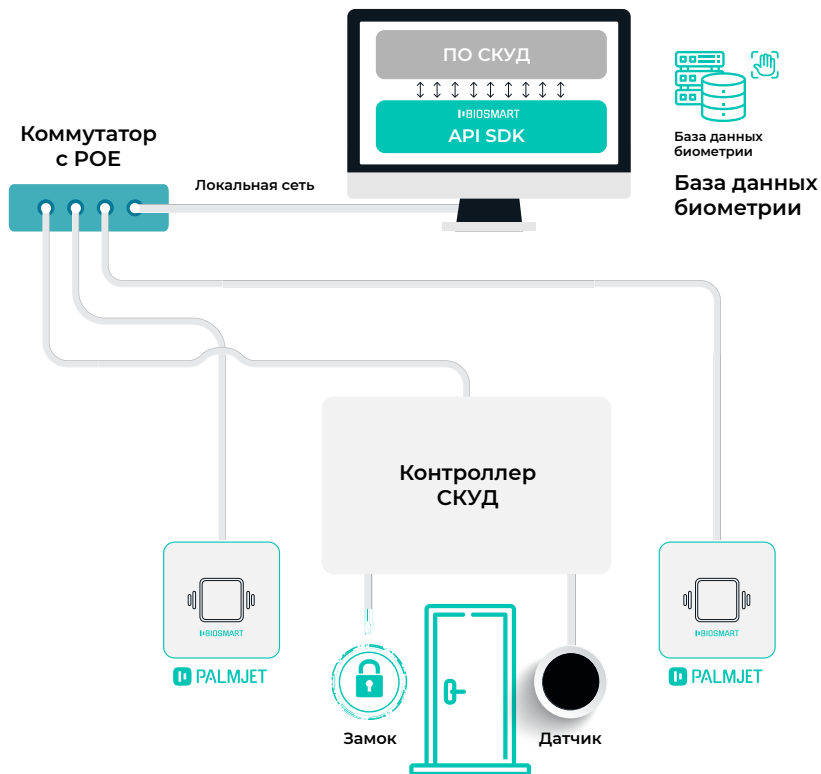 ПО СКУД
BIOSMART
API SDK
База данных
биометрии
База данных
биометрии
Коммутатор
с POE
Локальная сеть
Контроллер
СКУД
BIOSMART
PALMJET
BIOSMART
PALMJET
Замок
Датчик